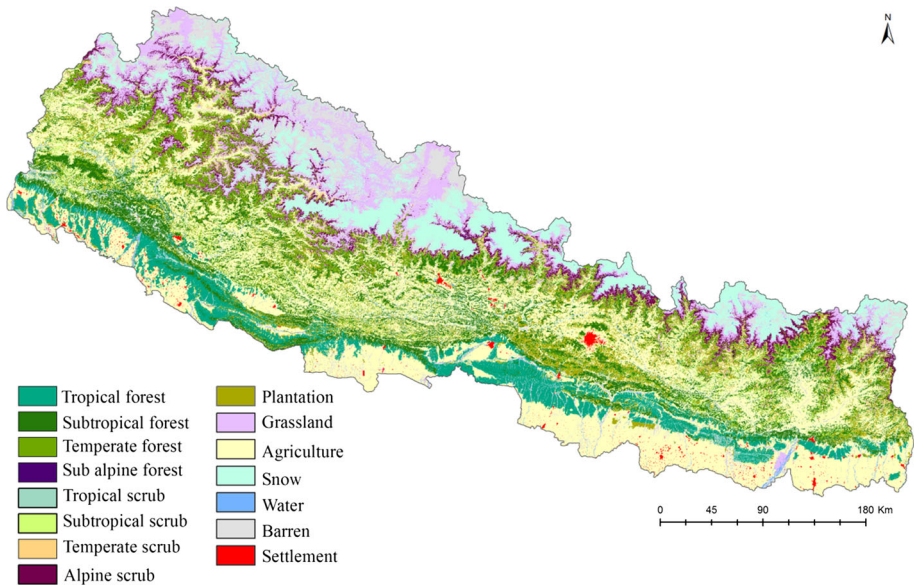 N
Tropical forest
Subtropical forest
Temperate forest
Sub alpine forest
Tropical scrub
Subtropical scrub
Temperate scrub
Alpine scrub
Plantation
Grassland
Agriculture
Snow
Water
Barren
Settlement
0 45 90 180 Km